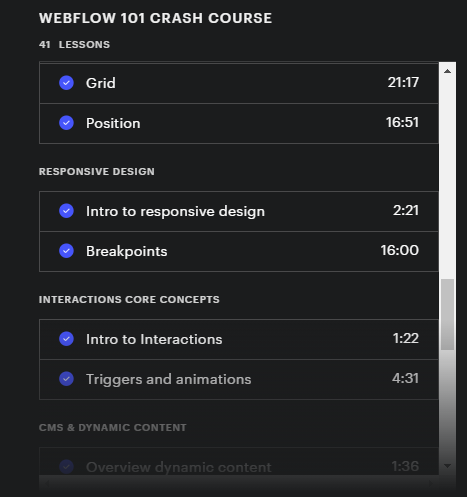 WEBFLOW 101 CRASH COURSE
41 LESSONS
Grid 21:17
Position 16:51
RESPONSIVE DESIGN
Intro to responsive design 2:21
Breakpoints 16:00
INTERACTIONS CORE CONCEPTS
Intro to Interactions 1:22
Triggers and animations 4:31
CMS & DYNAMIC CONTENT
Overview dynamic content 1:36